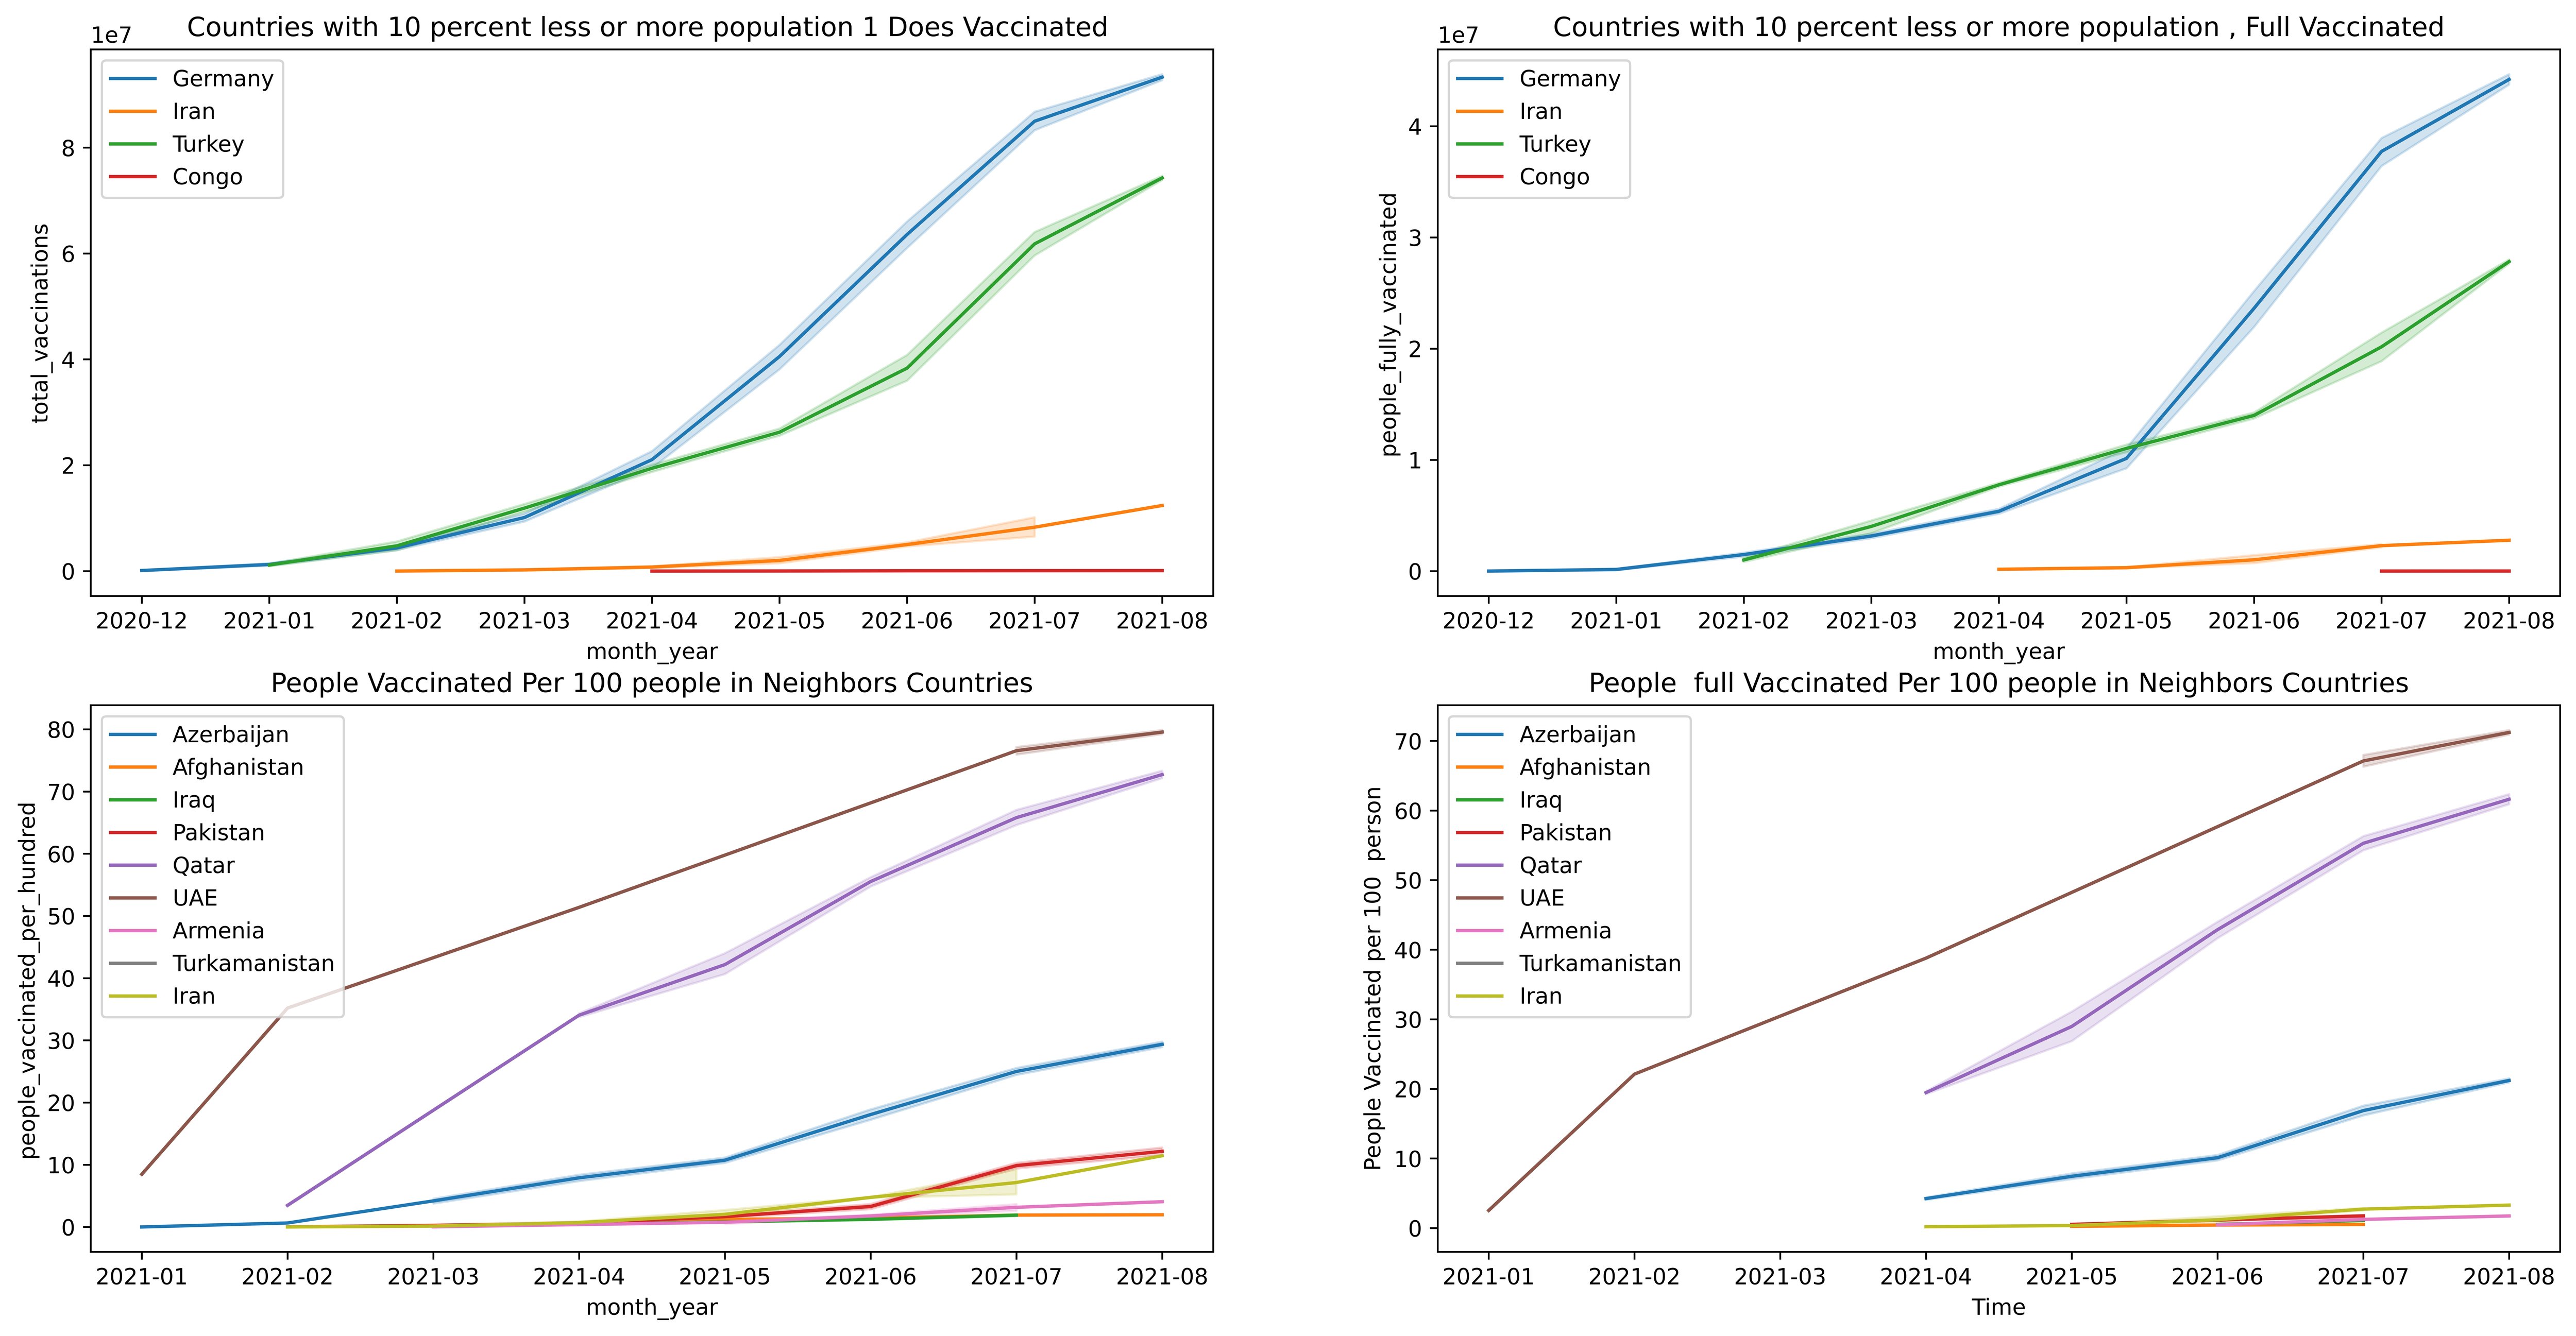 Countries with 10 percent less or more population 1 Does Vaccinated
1e7
Germany
Iran
Turkey
Congo
total_vaccinations
8
6
4
2
0
2020-12 2021-01 2021-02 2021-03 2021-04 2021-05 2021-06 2021-07 2021-08
month_year
Countries with 10 percent less or more population , Full Vaccinated
1e7
Germany
Iran
Turkey
Congo
people_fully_vaccinated
4
3
2
1
0
2020-12 2021-01 2021-02 2021-03 2021-04 2021-05 2021-06 2021-07 2021-08
month_year
People Vaccinated Per 100 people in Neighbors Countries
Azerbaijan
Afghanistan
Iraq
Pakistan
Qatar
UAE
Armenia
Turkamanistan
Iran
people_vaccinated_per_hundred
80
70
60
50
40
30
20
10
0
2021-01 2021-02 2021-03 2021-04 2021-05 2021-06 2021-07 2021-08
month_year
People  full Vaccinated Per 100 people in Neighbors Countries
Azerbaijan
Afghanistan
Iraq
Pakistan
Qatar
UAE
Armenia
Turkamanistan
Iran
People Vaccinated per 100  person
70
60
50
40
30
20
10
0
2021-01 2021-02 2021-03 2021-04 2021-05 2021-06 2021-07 2021-08
Time